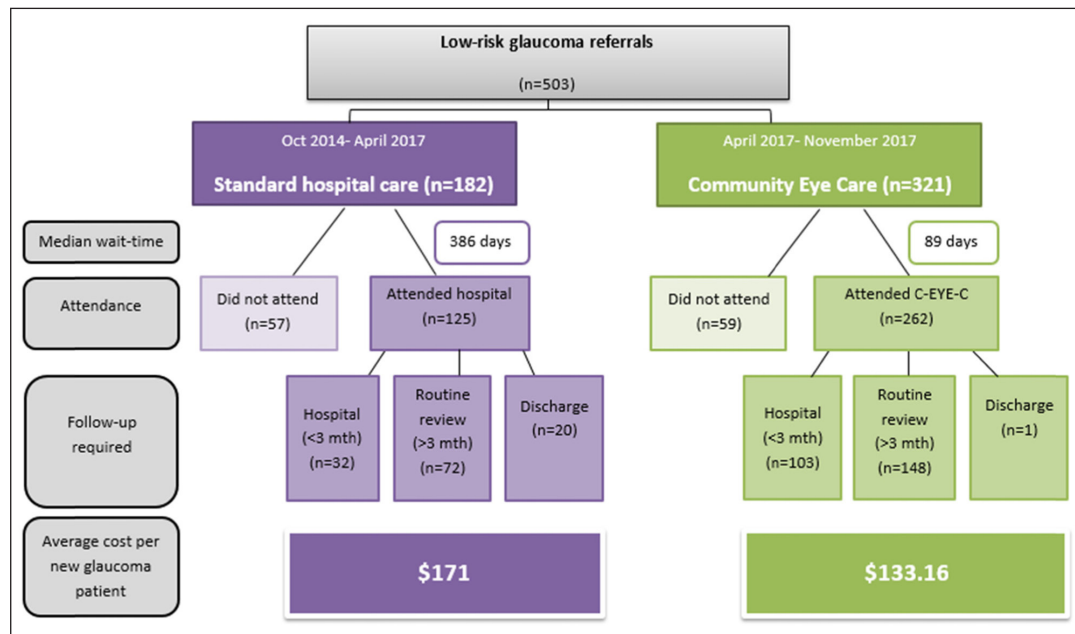 Low-risk glaucoma referrals
(n=503)
Oct 2014- April 2017
Standard hospital care (n=182)
April 2017- November 2017
Community Eye Care (n=321)
Median wait-time
386 days
89 days
Attendance
Did not attend
(n=57)
Attended hospital
(n=125)
Did not attend
(n=59)
Attended C-EYE-C
(n=262)
Follow-up
required
Hospital
(<3 mth)
(n=32)
Routine
review
(>3 mth)
(n=72)
Discharge
(n=20)
Hospital
(<3 mth)
(n=103)
Routine
review
(>3 mth)
(n=148)
Discharge
(n=1)
Average cost per
new glaucoma
patient
$171
$133.16